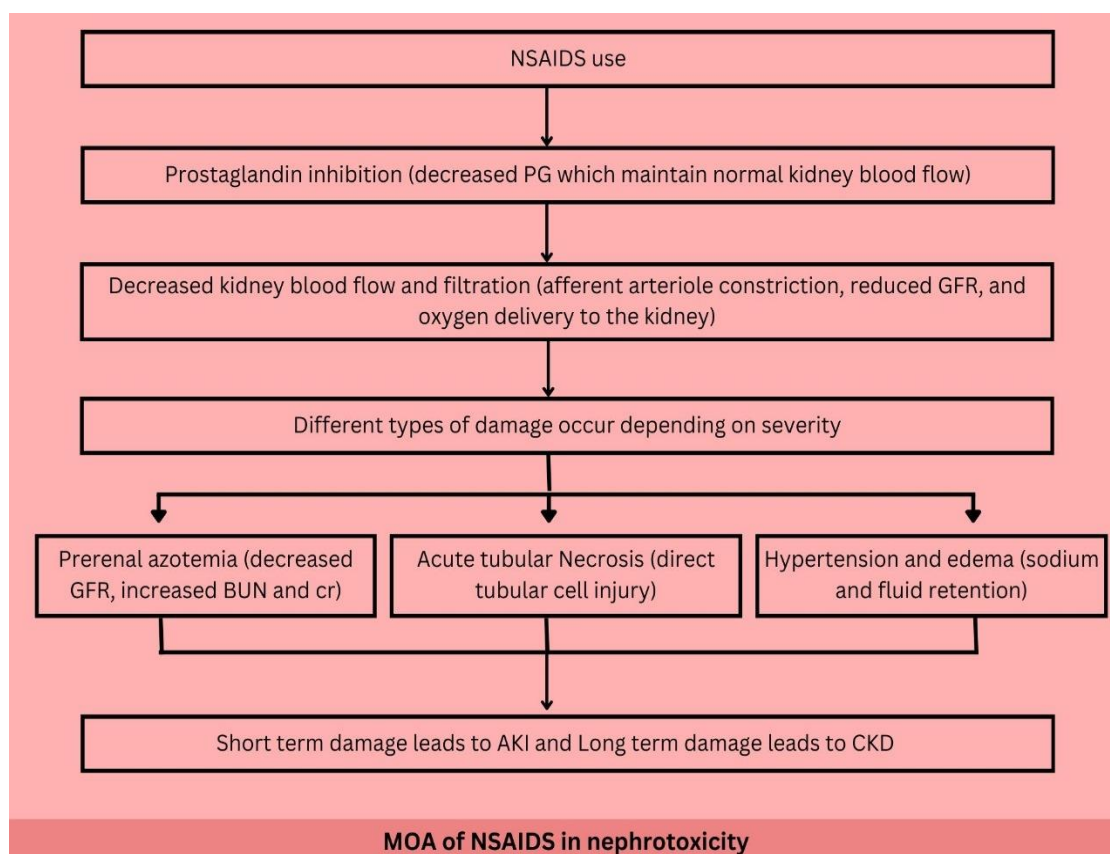 NSAIDS use
Prostaglandin inhibition (decreased PG which maintain normal kidney blood flow)
Decreased kidney blood flow and filtration (afferent arteriole constriction, reduced GFR, and
oxygen delivery to the kidney)
Different types of damage occur depending on severity
Prerenal azotemia (decreased
GFR, increased BUN and cr)
Acute tubular Necrosis (direct
tubular cell injury)
Hypertension and edema (sodium
and fluid retention)
Short term damage leads to AKI and Long term damage leads to CKD
MOA of NSAIDS in nephrotoxicity